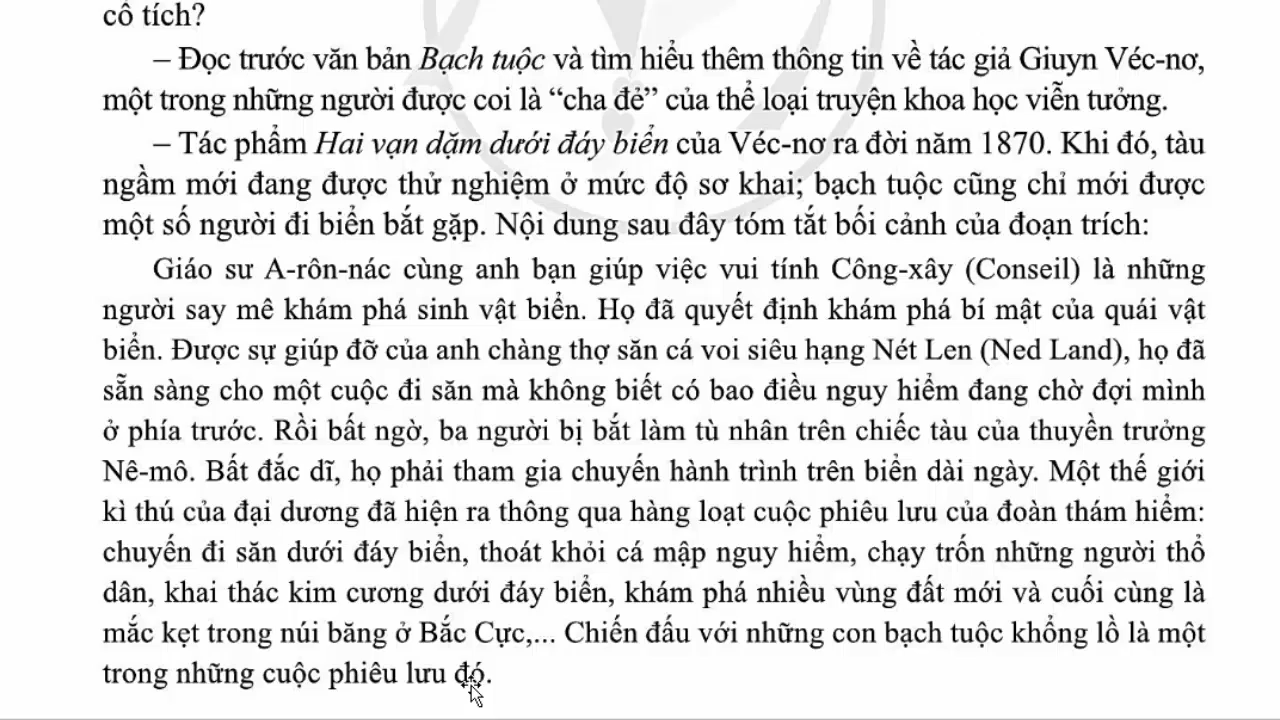 cổ tích?
– Đọc trước văn bản Bạch tuộc và tìm hiểu thêm thông tin về tác giả Giuyn Véc-nơ,
một trong những người được coi là “cha đẻ” của thể loại truyện khoa học viễn tưởng.
– Tác phẩm Hai vạn dặm dưới đáy biển của Véc-nơ ra đời năm 1870. Khi đó, tàu
ngầm mới đang được thử nghiệm ở mức độ sơ khai; bạch tuộc cũng chỉ mới được
một số người đi biển bắt gặp. Nội dung sau đây tóm tắt bối cảnh của đoạn trích:
Giáo sư A-rôn-nác cùng anh bạn giúp việc vui tính Công-xây (Conseil) là những
người say mê khám phá sinh vật biển. Họ đã quyết định khám phá bí mật của quái vật
biển. Được sự giúp đỡ của anh chàng thợ săn cá voi siêu hạng Nét Len (Ned Land), họ đã
sẵn sàng cho một cuộc đi săn mà không biết có bao điều nguy hiểm đang chờ đợi mình
ở phía trước. Rồi bất ngờ, ba người bị bắt làm tù nhân trên chiếc tàu của thuyền trưởng
Nê-mô. Bất đắc dĩ, họ phải tham gia chuyến hành trình trên biển dài ngày. Một thế giới
kì thú của đại dương đã hiện ra thông qua hàng loạt cuộc phiêu lưu của đoàn thám hiểm:
chuyến đi săn dưới đáy biển, thoát khỏi cá mập nguy hiểm, chạy trốn những người thổ
dân, khai thác kim cương dưới đáy biển, khám phá nhiều vùng đất mới và cuối cùng là
mắc kẹt trong núi băng ở Bắc Cực,... Chiến đấu với những con bạch tuộc khổng lồ là một
trong những cuộc phiêu lưu đó.